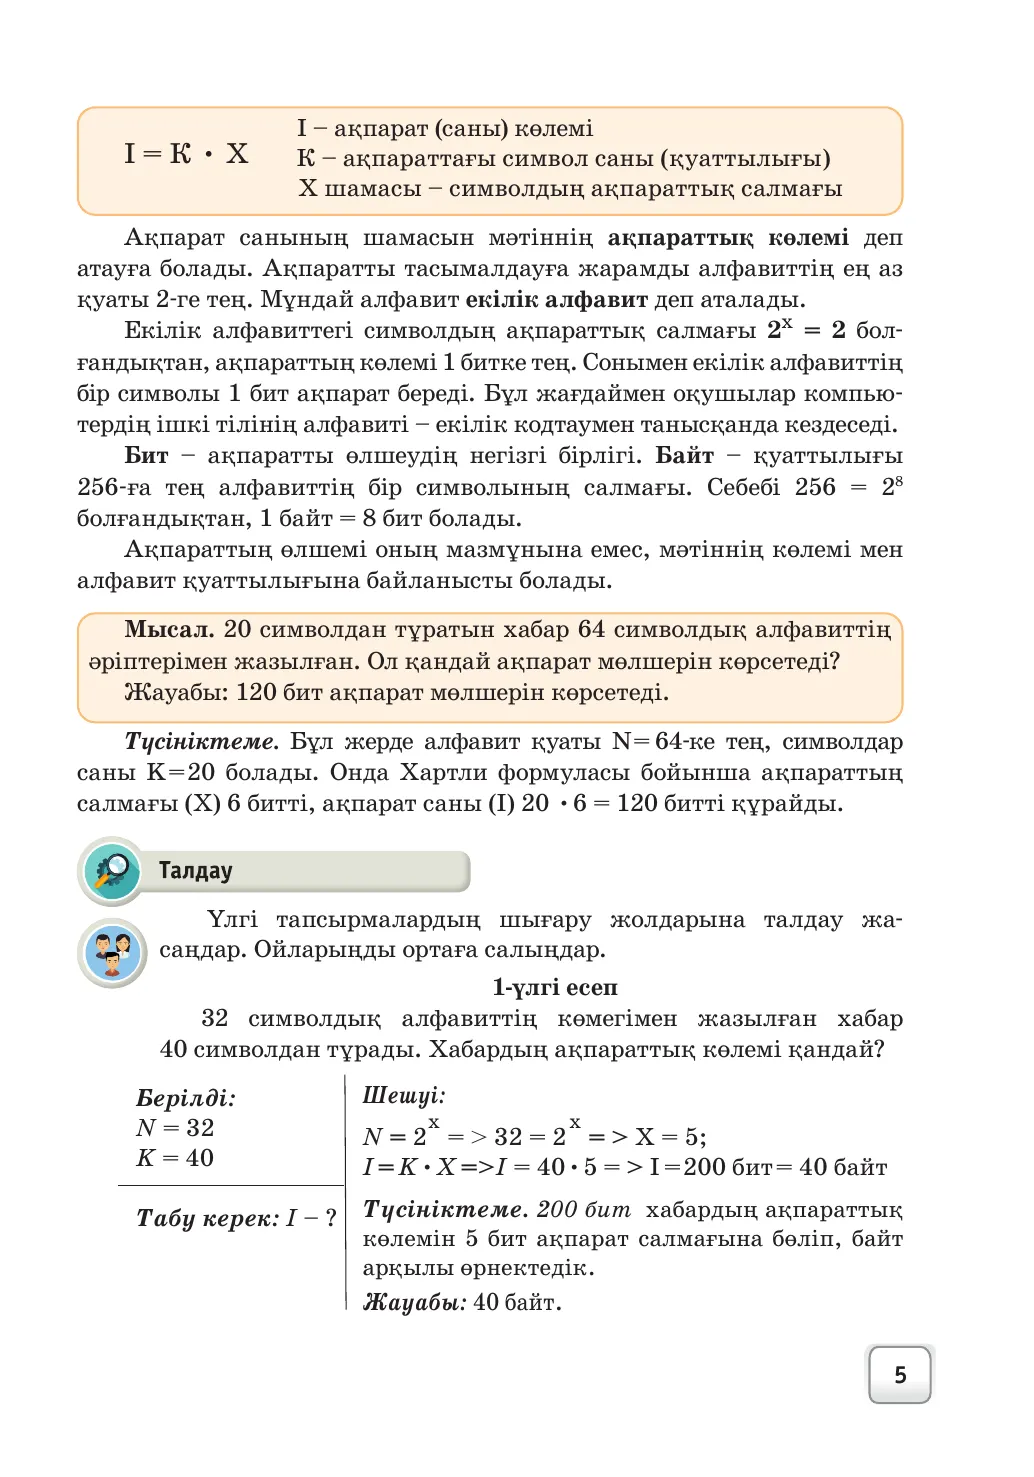 I = К · Х
I – ақпарат (саны) көлемі
К – ақпараттағы символ саны (қуаттылығы)
Х шамасы – символдың ақпараттық салмағы
Ақпарат санының шамасын мәтіннің ақпараттық көлемі деп
атауға болады. Ақпаратты тасымалдауға жарамды алфавиттің ең аз
қуаты 2-ге тең. Мұндай алфавит екілік алфавит деп аталады.
Екілік алфавиттегі символдың ақпараттық салмағы 2ˣ = 2 бол-
ғандықтан, ақпараттың көлемі 1 битке тең. Сонымен екілік алфавиттің
бір символы 1 бит ақпарат береді. Бұл жағдаймен оқушылар компью-
тердің ішкі тілінің алфавиті – екілік кодтаумен танысқанда кездеседі.
Бит – ақпаратты өлшеудің негізгі бірлігі. Байт – қуаттылығы
256-ға тең алфавиттің бір символының салмағы. Себебі 256 = 2⁸
болғандықтан, 1 байт = 8 бит болады.
Ақпараттың өлшемі оның мазмұнына емес, мәтіннің көлемі мен
алфавит қуаттылығына байланысты болады.
Мысал. 20 символдан тұратын хабар 64 символдық алфавиттің
әріптерімен жазылған. Ол қандай ақпарат мөлшерін көрсетеді?
Жауабы: 120 бит ақпарат мөлшерін көрсетеді.
Түсініктеме. Бұл жерде алфавит қуаты N=64-ке тең, символдар
саны K=20 болады. Онда Хартли формуласы бойынша ақпараттың
салмағы (Х) 6 битті, ақпарат саны (I) 20 · 6 = 120 битті құрайды.
Талдау
Үлгі тапсырмалардың шығару жолдарына талдау жа-
саңдар. Ойларыңды ортаға салыңдар.
1-үлгі есеп
32 символдық алфавиттің көмегімен жазылған хабар
40 символдан тұрады. Хабардың ақпараттық көлемі қандай?
Берілді:
N = 32
K = 40
Табу керек: I – ?
Шешуі:
N = 2ˣ = > 32 = 2ˣ = > X = 5;
I = K · X => I = 40 · 5 = > I = 200 бит = 40 байт
Түсініктеме. 200 бит хабардың ақпараттық
көлемін 5 бит ақпарат салмағына бөліп, байт
арқылы өрнектедік.
Жауабы: 40 байт.
5